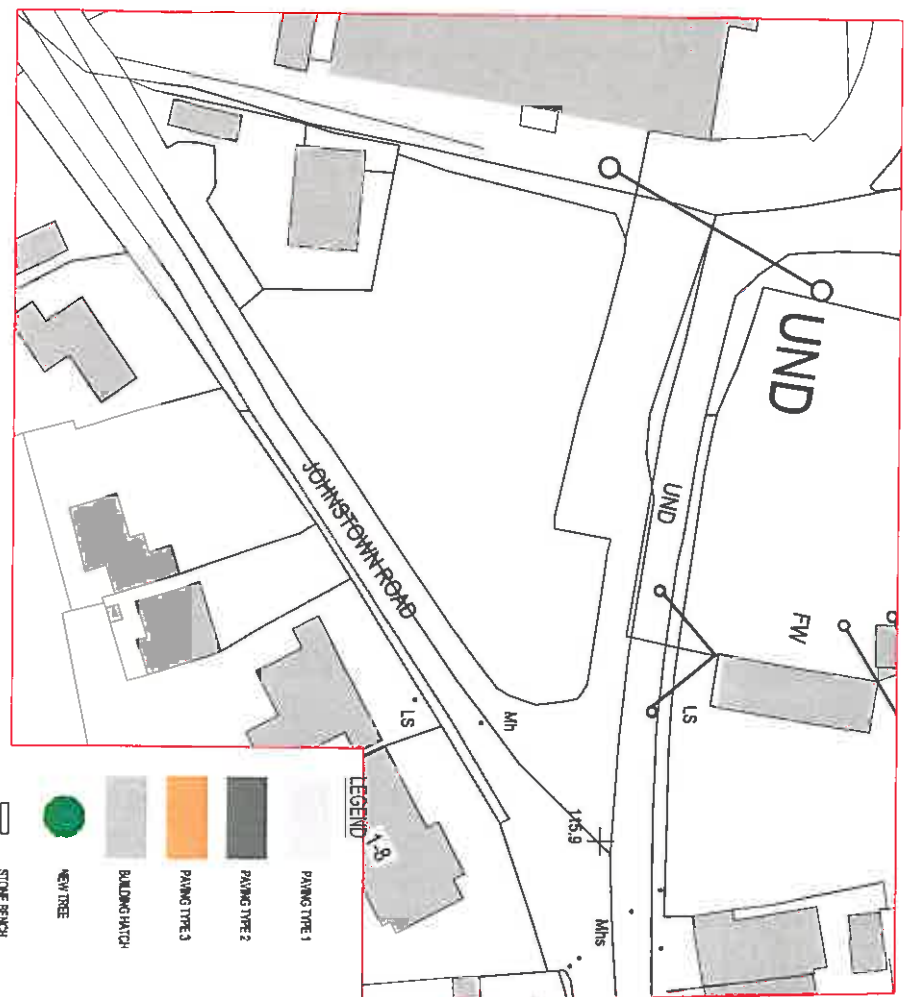 UND
UND
FW
LS
JOHNSTOWN ROAD
LS
Mh
115.9
Mhs
1-8
LEGEND
PAVING TYPE 1
PAVING TYPE 2
PAVING TYPE 3
BUILDING HATCH
NEW TREE
STONE BENCH